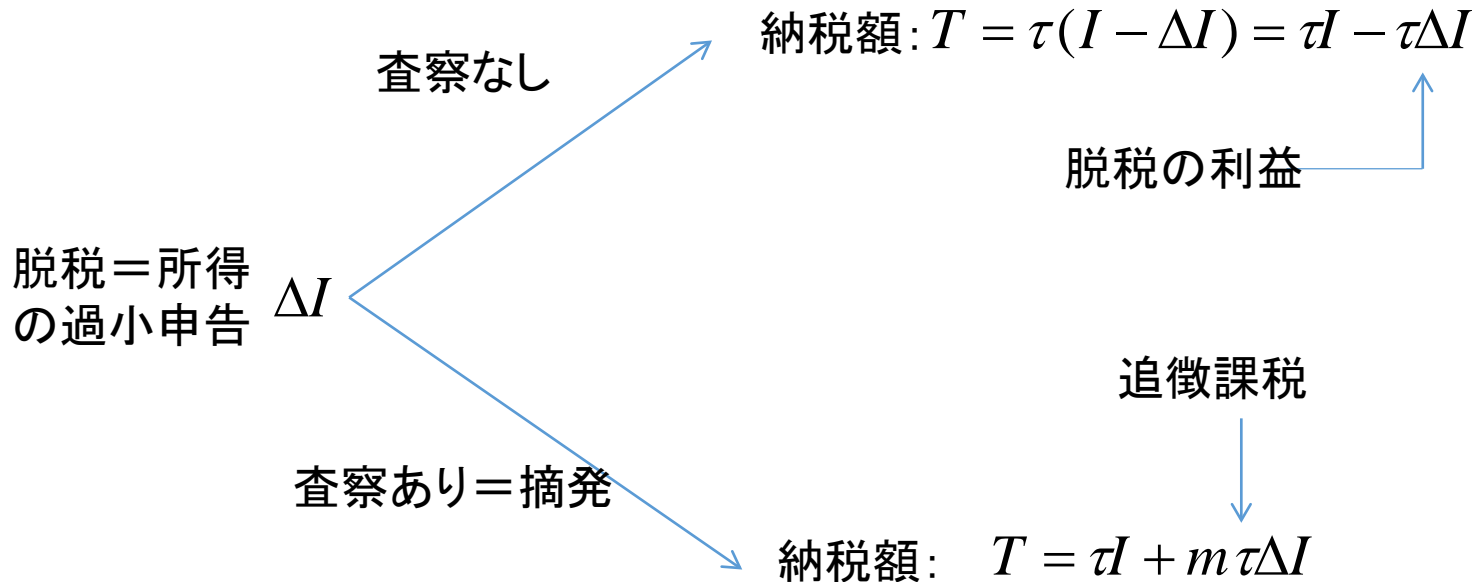 納税額：T = τ(I − ΔI) = τI − τΔI
査察なし
脱税の利益
脱税＝所得
の過小申告 ΔI
追徴課税
査察あり＝摘発
納税額： T = τI + mτΔI